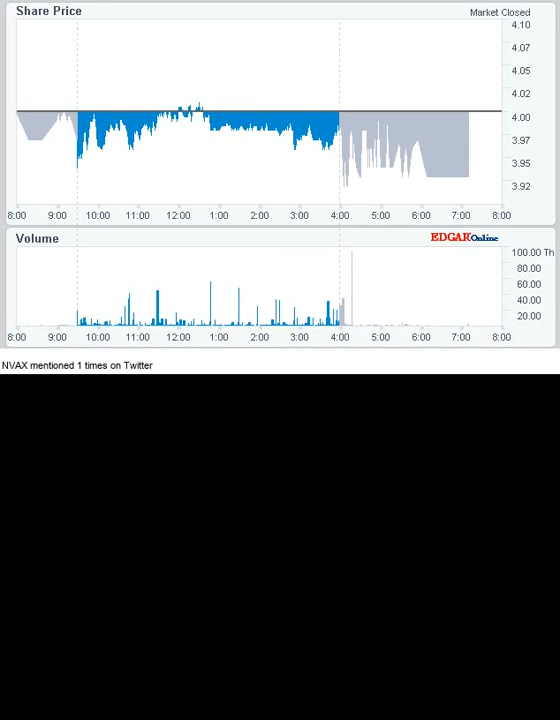 Share Price
Market Closed
4.10
4.07
4.05
4.02
4.00
3.97
3.95
3.92
8:00 9:00 10:00 11:00 12:00 1:00 2:00 3:00 4:00 5:00 6:00 7:00 8:00
Volume
EDGAROnline
100.00 Th
80.00
60.00
40.00
20.00
8:00 9:00 10:00 11:00 12:00 1:00 2:00 3:00 4:00 5:00 6:00 7:00 8:00
NVAX mentioned 1 times on Twitter